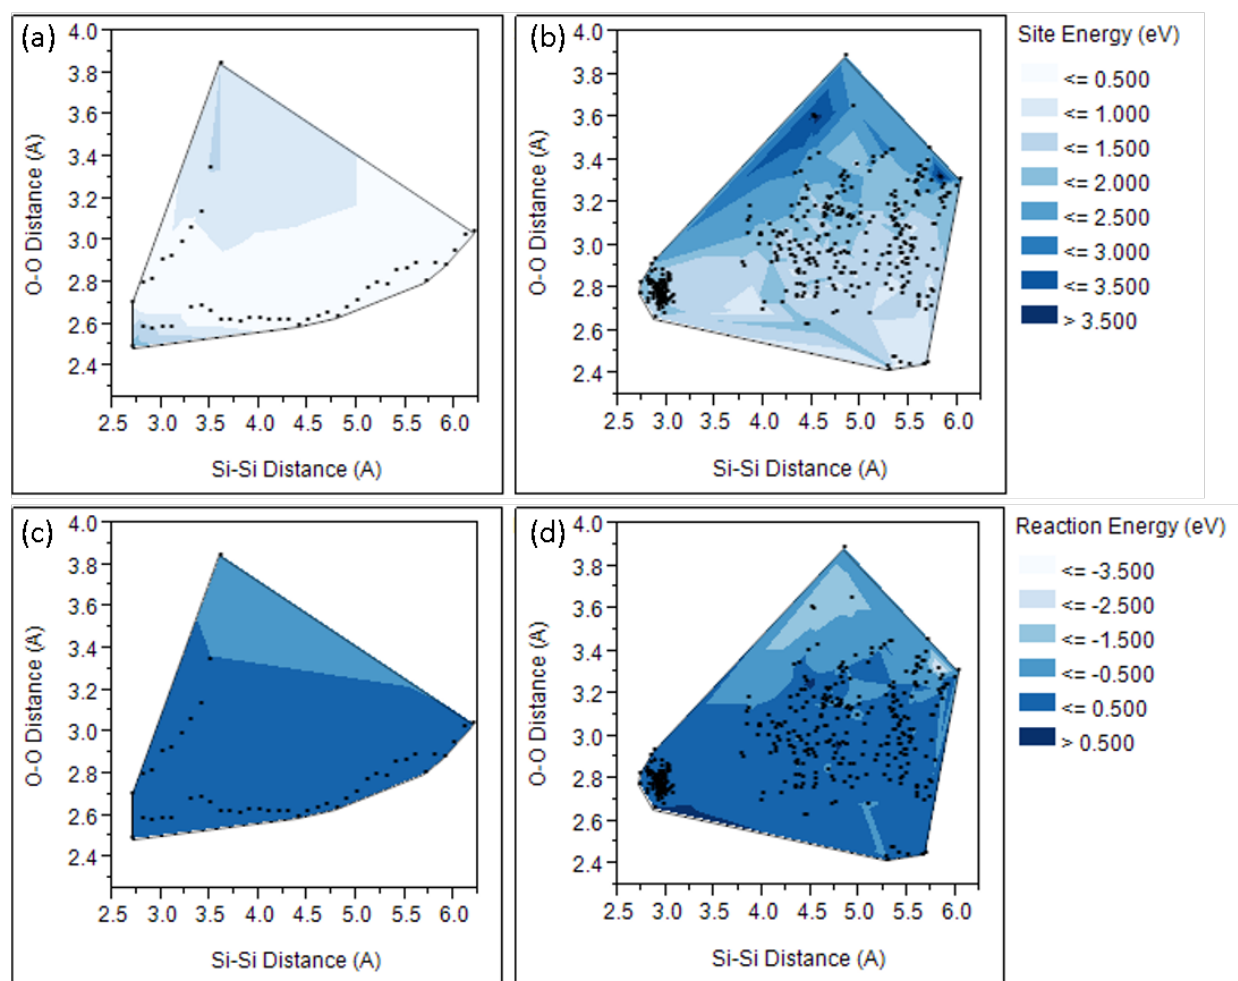 (a)
4.0
3.8
3.6
3.4
3.2
3.0
2.8
2.6
2.4
O-O Distance (A)
2.5 3.0 3.5 4.0 4.5 5.0 5.5 6.0
Si-Si Distance (A)
(b)
4.0
3.8
3.6
3.4
3.2
3.0
2.8
2.6
2.4
O-O Distance (A)
2.5 3.0 3.5 4.0 4.5 5.0 5.5 6.0
Si-Si Distance (A)
Site Energy (eV)
<= 0.500
<= 1.000
<= 1.500
<= 2.000
<= 2.500
<= 3.000
<= 3.500
> 3.500
(c)
4.0
3.8
3.6
3.4
3.2
3.0
2.8
2.6
2.4
O-O Distance (A)
2.5 3.0 3.5 4.0 4.5 5.0 5.5 6.0
Si-Si Distance (A)
(d)
4.0
3.8
3.6
3.4
3.2
3.0
2.8
2.6
2.4
O-O Distance (A)
2.5 3.0 3.5 4.0 4.5 5.0 5.5 6.0
Si-Si Distance (A)
Reaction Energy (eV)
<= -3.500
<= -2.500
<= -1.500
<= -0.500
<= 0.500
> 0.500